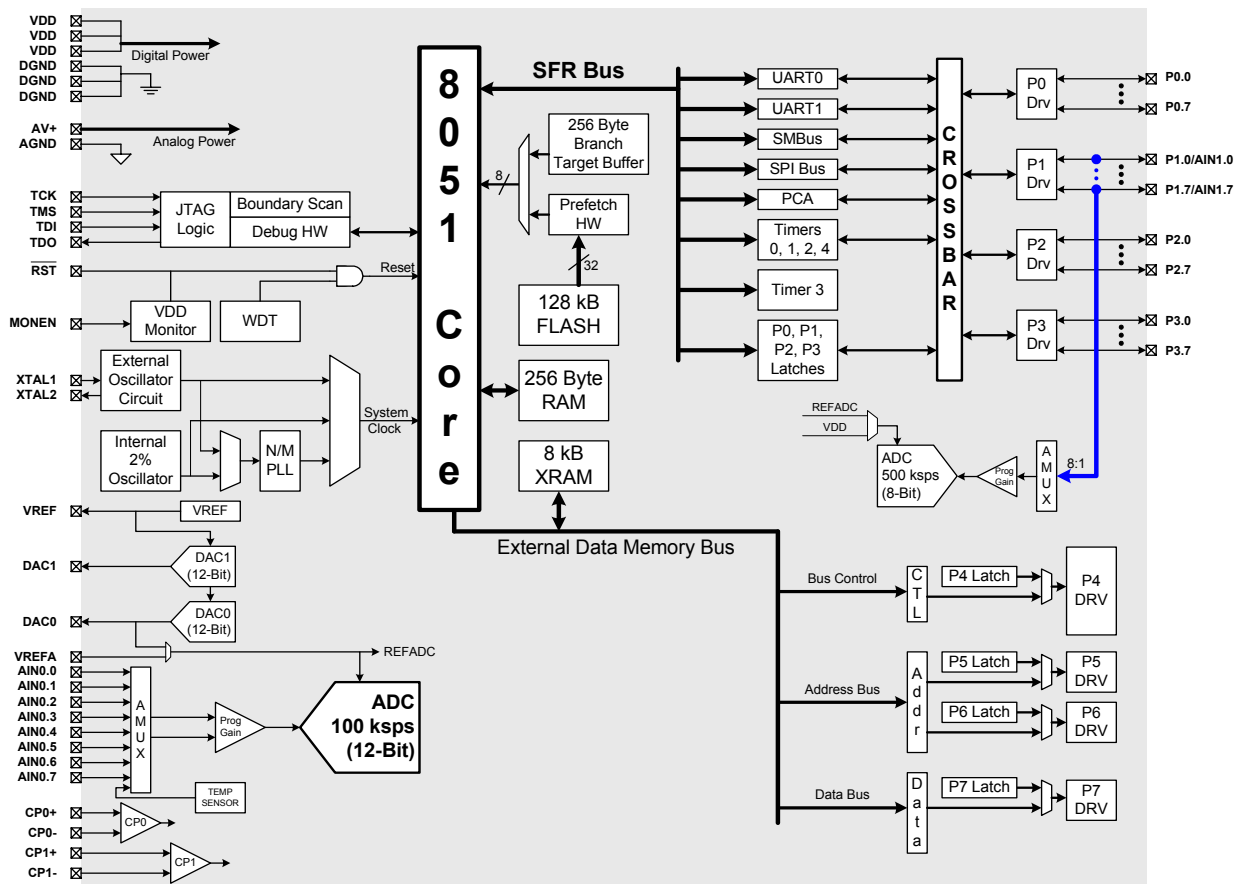 VDD
VDD
VDD
Digital Power
DGND
DGND
DGND
AV+
Analog Power
AGND
TCK
TMS
TDI
TDO
JTAG
Logic
Boundary Scan
Debug HW
RST
Reset
MONEN
VDD
Monitor
WDT
XTAL1
XTAL2
External
Oscillator
Circuit
Internal
2%
Oscillator
N/M
PLL
System
Clock
VREF
VREF
DAC1
DAC1
(12-Bit)
DAC0
DAC0
(12-Bit)
VREFA
REFADC
AIN0.0
AIN0.1
AIN0.2
AIN0.3
AIN0.4
AIN0.5
AIN0.6
AIN0.7
A
M
U
X
Prog
Gain
ADC
100 ksps
(12-Bit)
TEMP
SENSOR
CP0+
CP0-
CP0
CP1+
CP1-
CP1
8
0
5
1
C
o
r
e
SFR Bus
256 Byte
Branch
Target Buffer
8
Prefetch
HW
32
128 kB
FLASH
256 Byte
RAM
8 kB
XRAM
External Data Memory Bus
UART0
UART1
SMBus
SPI Bus
PCA
Timers
0, 1, 2, 4
Timer 3
P0, P1,
P2, P3
Latches
C
R
O
S
S
B
A
R
P0
Drv
P0.0
P0.7
P1
Drv
P1.0/AIN1.0
P1.7/AIN1.7
P2
Drv
P2.0
P2.7
P3
Drv
P3.0
P3.7
REFADC
VDD
ADC
500 ksps
(8-Bit)
Prog
Gain
A
M
U
X
8:1
Bus Control
C
T
L
P4 Latch
P4
DRV
Address Bus
A
d
d
r
P5 Latch
P5
DRV
P6 Latch
P6
DRV
Data Bus
D
a
t
a
P7 Latch
P7
DRV